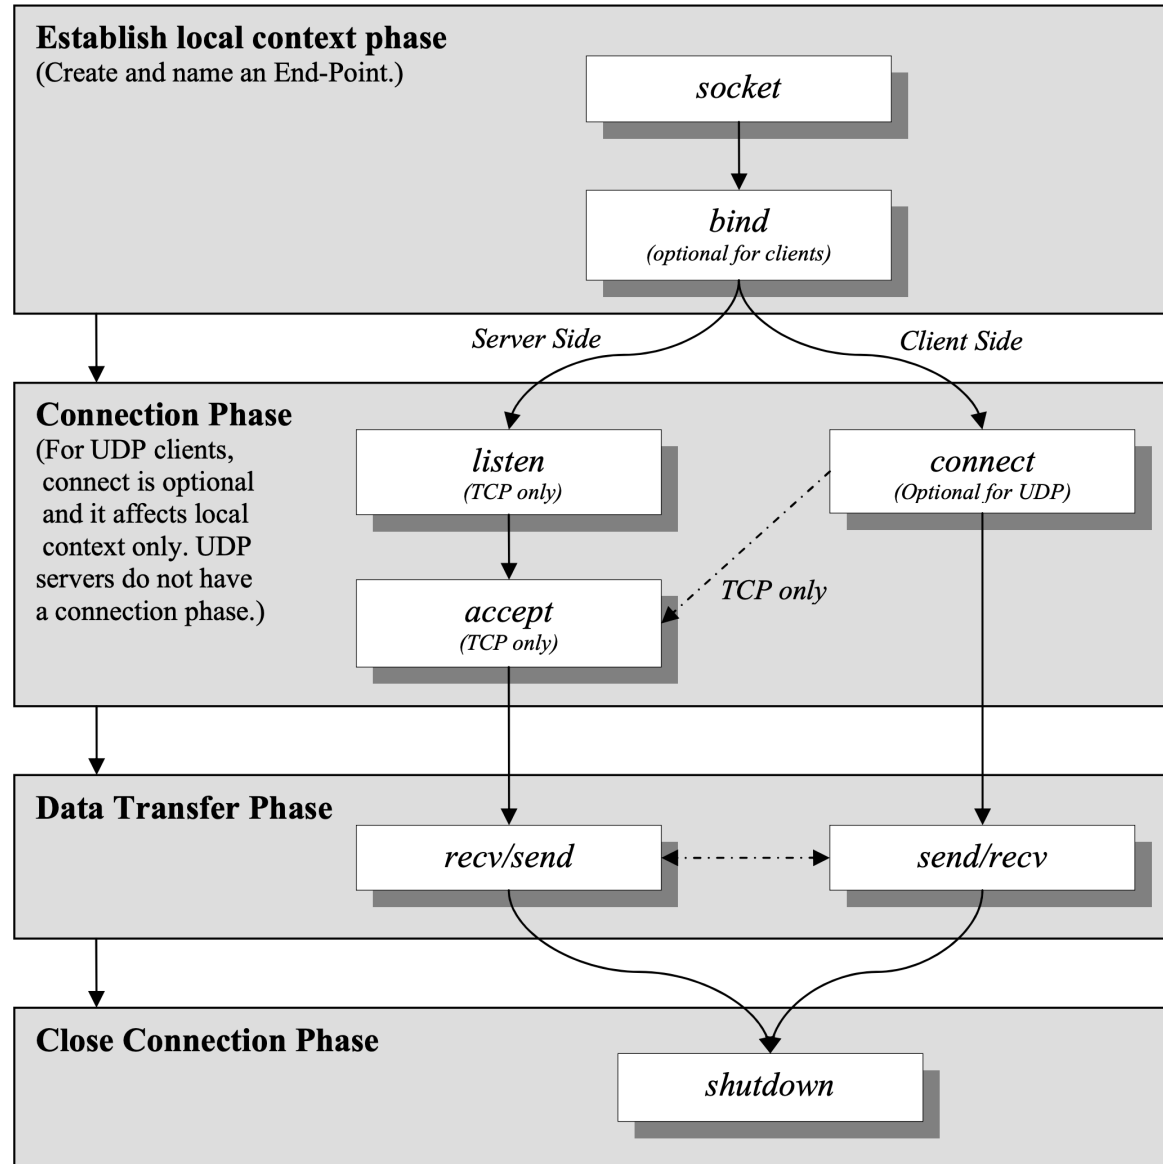 Establish local context phase
(Create and name an End-Point.)
socket
bind
(optional for clients)
Server Side
Client Side
Connection Phase
(For UDP clients,
connect is optional
and it affects local
context only. UDP
servers do not have
a connection phase.)
listen
(TCP only)
connect
(Optional for UDP)
accept
(TCP only)
TCP only
Data Transfer Phase
recv/send
send/recv
Close Connection Phase
shutdown